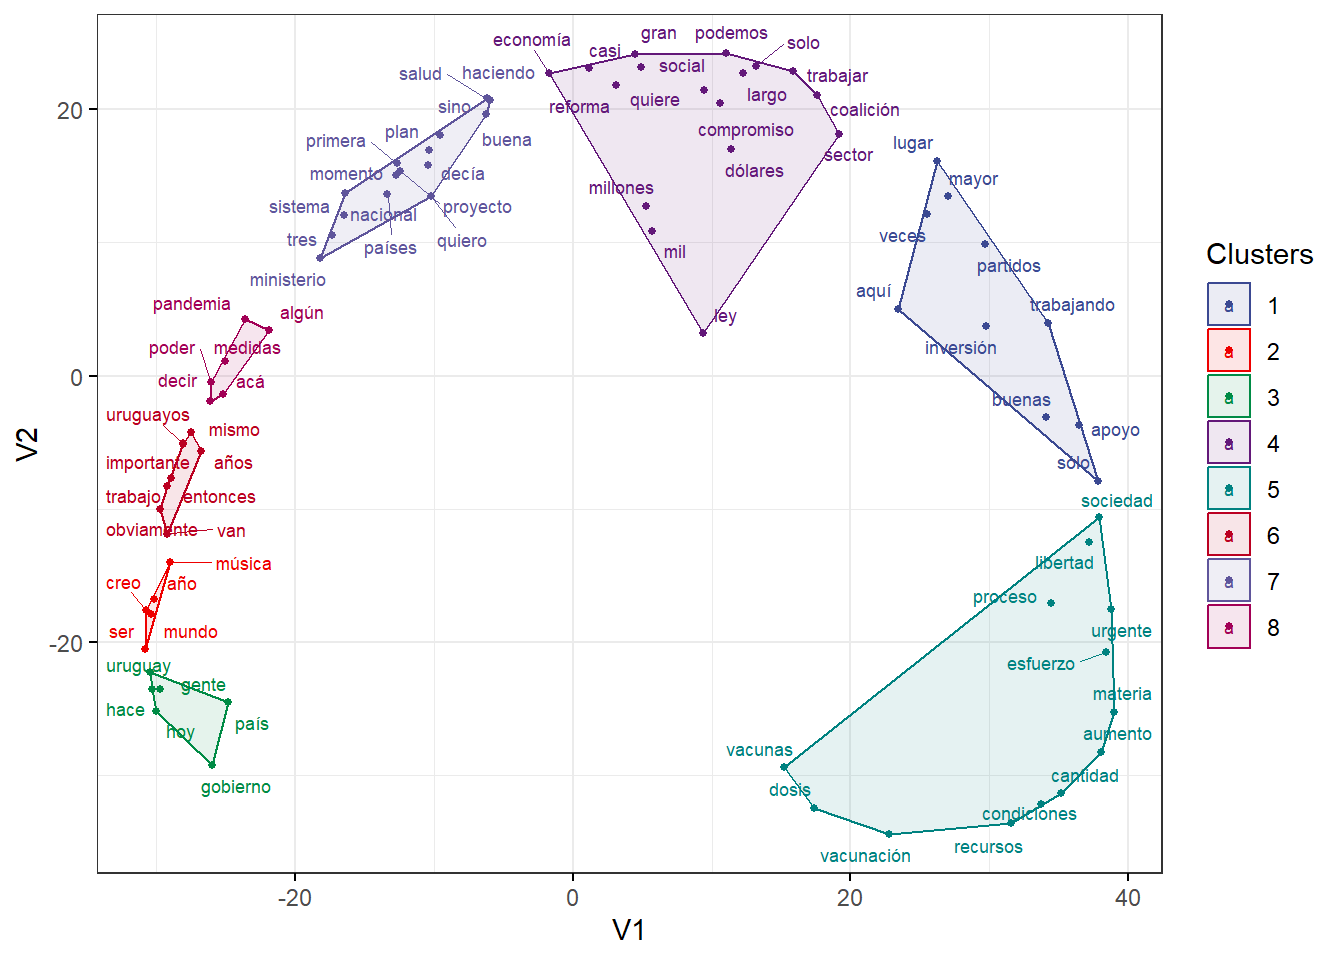 gran
podemos
economía
casi
solo
salud
haciendo
social
trabajar
sino
reforma
quiere
largo
coalición
primera
plan
buena
compromiso
lugar
sector
momento
decía
dólares
mayor
millones
sistema
nacional
proyecto
tres
países
quiero
veces
mil
partidos
ministerio
aquí
pandemia
algún
ley
trabajando
poder
medidas
inversión
decir
acá
buenas
uruguayos
mismo
apoyo
importante
años
sólo
trabajo
entonces
sociedad
obviamente
van
música
libertad
creo
año
proceso
ser
mundo
urgente
uruguay
esfuerzo
gente
materia
hace
hoy
país
aumento
vacunas
cantidad
gobierno
dosis
condiciones
recursos
vacunación
20
0
-20
V2
-20
0
20
40
V1
Clusters
a 1
a 2
a 3
a 4
a 5
a 6
a 7
a 8